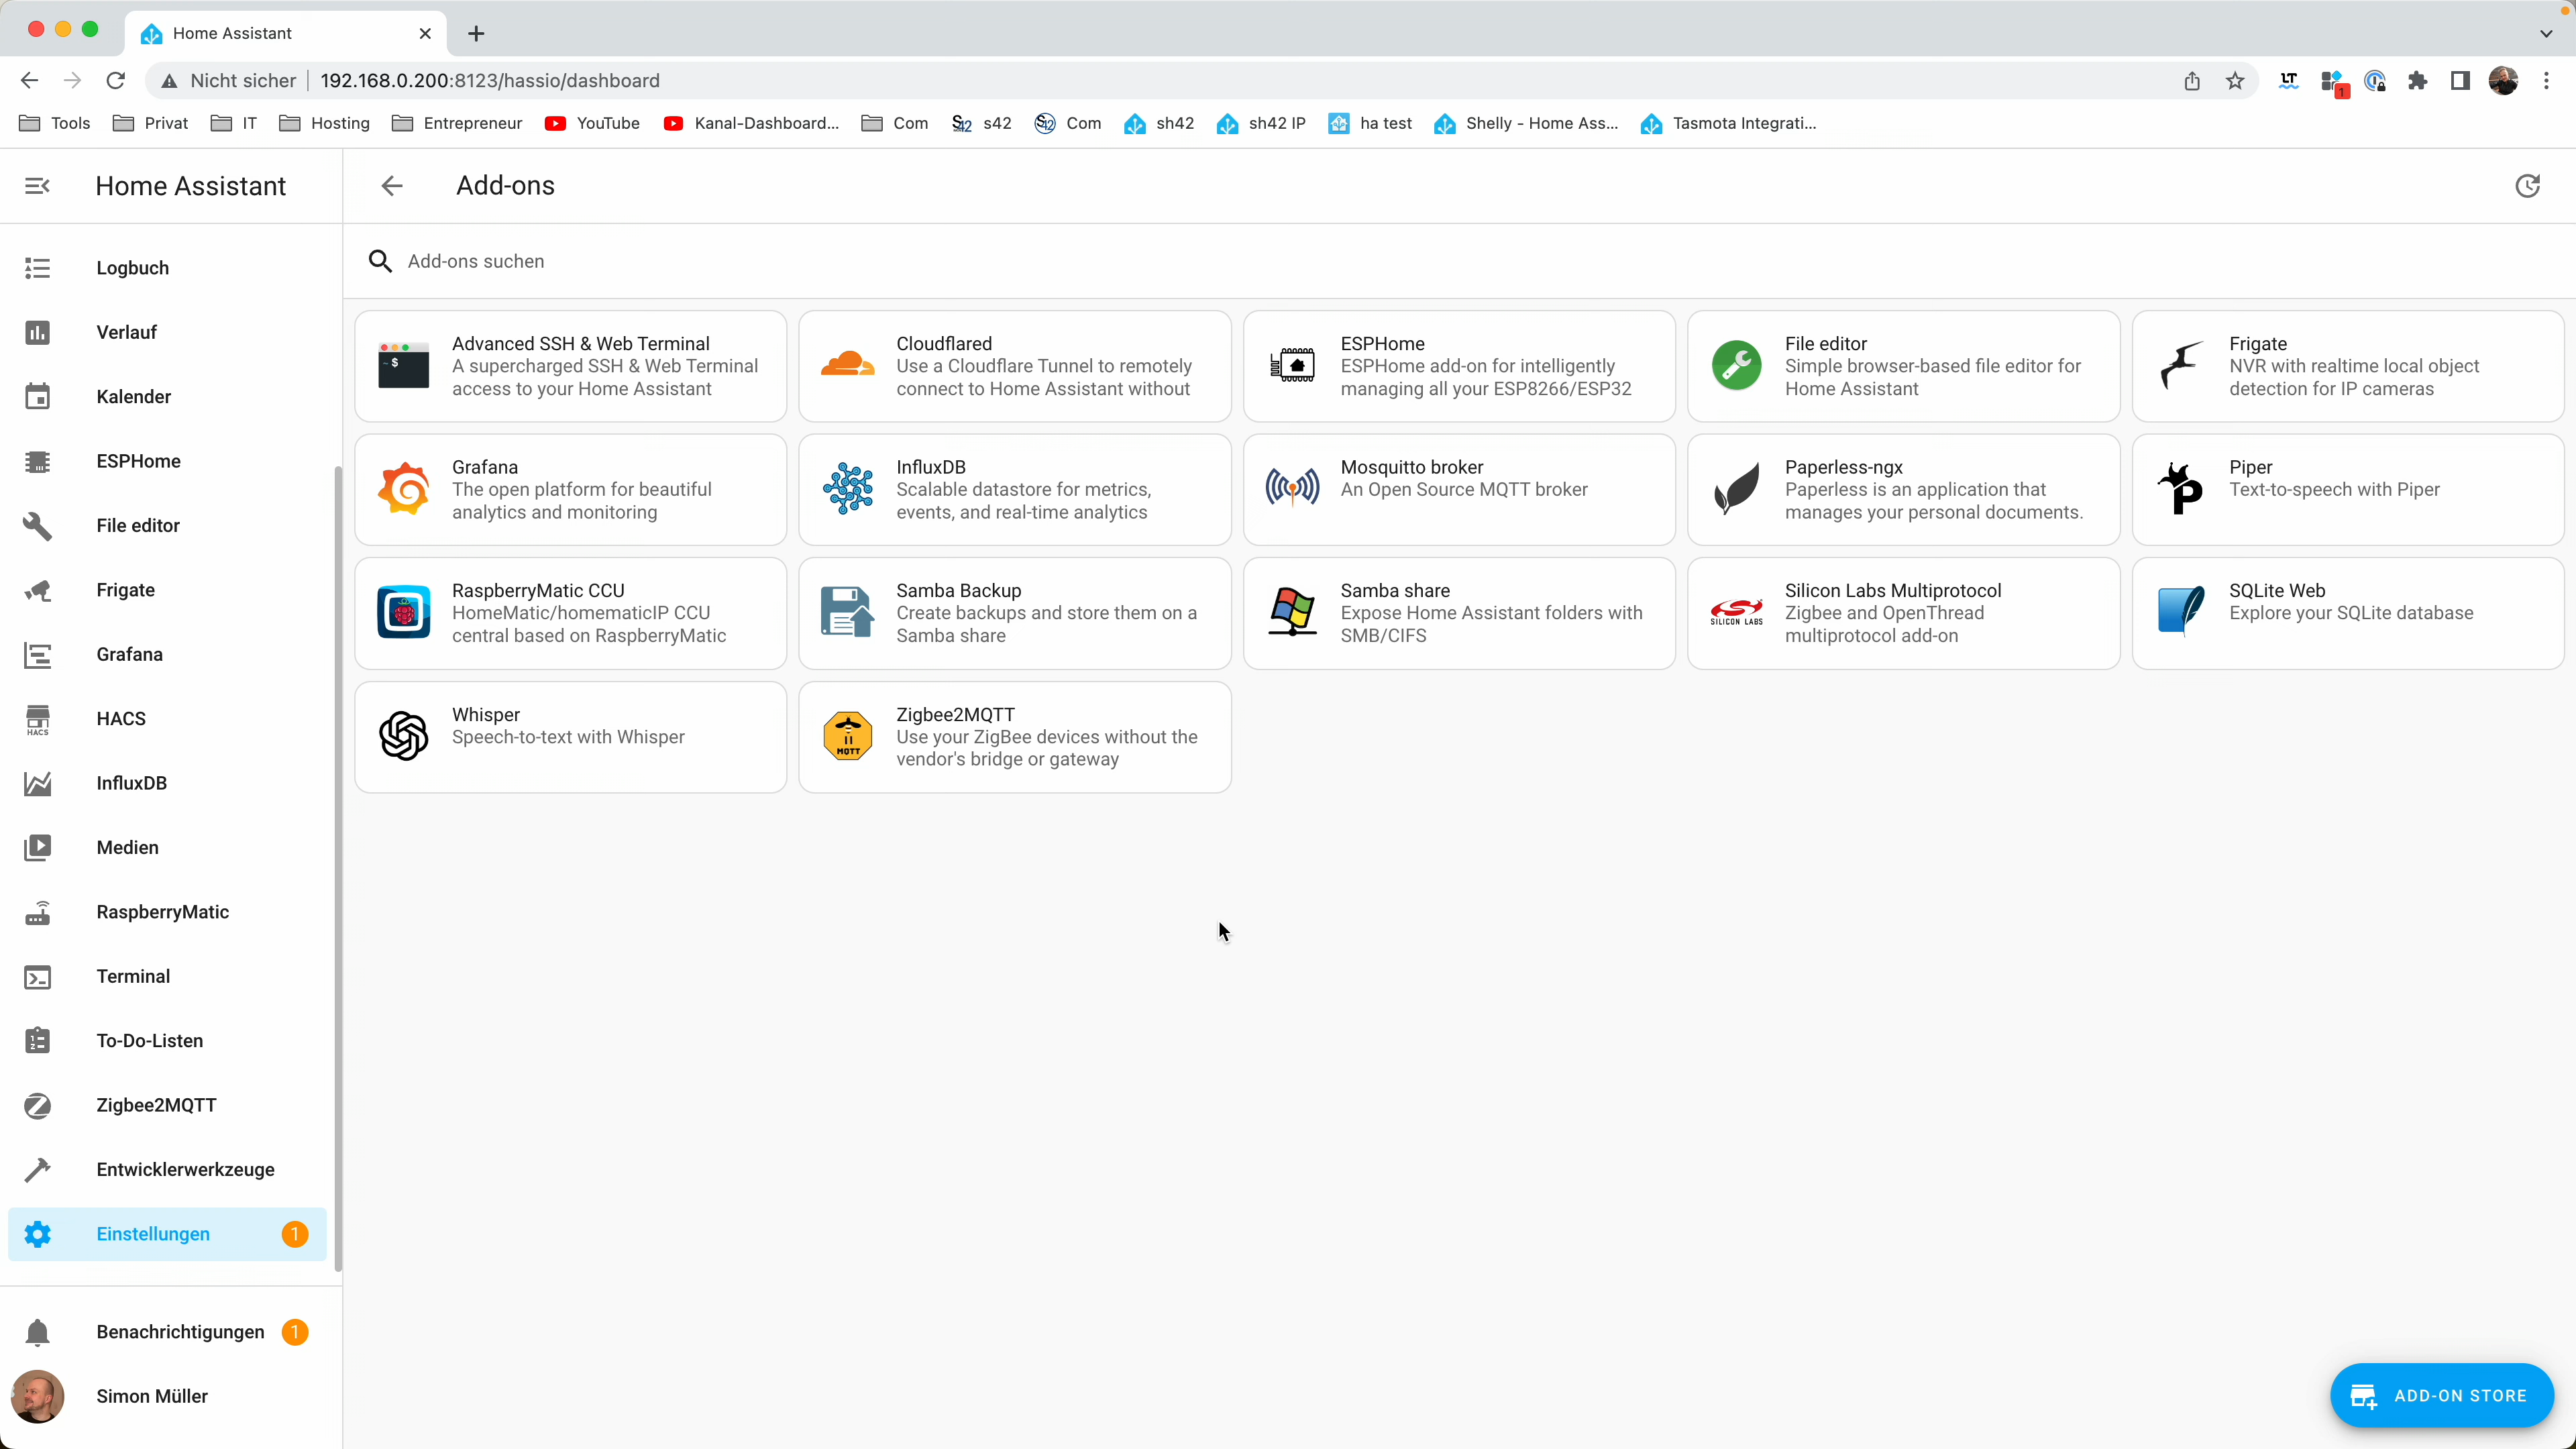 Home Assistant
Nicht sicher 192.168.0.200:8123/hassio/dashboard
1
Tools Privat IT Hosting Entrepreneur YouTube Kanal-Dashboard... Com s42 Com sh42 sh42 IP ha test Shelly - Home Ass... Tasmota Integrati...
Home Assistant
Add-ons
Add-ons suchen
Logbuch
Verlauf
Kalender
ESPHome
File editor
Frigate
Grafana
HACS
HACS
InfluxDB
Medien
RaspberryMatic
Terminal
To-Do-Listen
Zigbee2MQTT
Entwicklerwerkzeuge
Einstellungen 1
Benachrichtigungen 1
Simon Müller
~ $
Advanced SSH & Web Terminal
A supercharged SSH & Web Terminal
access to your Home Assistant
Cloudflared
Use a Cloudflare Tunnel to remotely
connect to Home Assistant without
ESPHome
ESPHome add-on for intelligently
managing all your ESP8266/ESP32
File editor
Simple browser-based file editor for
Home Assistant
Frigate
NVR with realtime local object
detection for IP cameras
Grafana
The open platform for beautiful
analytics and monitoring
InfluxDB
Scalable datastore for metrics,
events, and real-time analytics
Mosquitto broker
An Open Source MQTT broker
Paperless-ngx
Paperless is an application that
manages your personal documents.
Piper
Text-to-speech with Piper
RaspberryMatic CCU
HomeMatic/homematicIP CCU
central based on RaspberryMatic
Samba Backup
Create backups and store them on a
Samba share
Samba share
Expose Home Assistant folders with
SMB/CIFS
SILICON LABS
Silicon Labs Multiprotocol
Zigbee and OpenThread
multiprotocol add-on
SQLite Web
Explore your SQLite database
Whisper
Speech-to-text with Whisper
MQTT
Zigbee2MQTT
Use your ZigBee devices without the
vendor's bridge or gateway
ADD-ON STORE